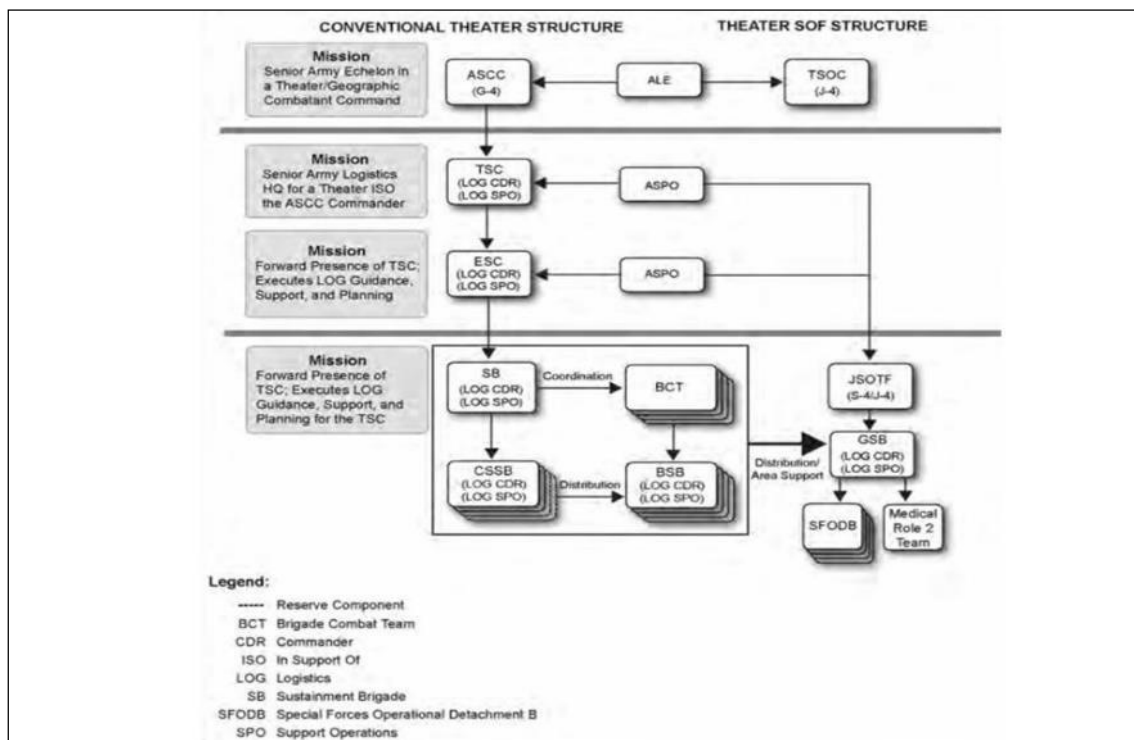 CONVENTIONAL THEATER STRUCTURE
THEATER SOF STRUCTURE
Mission
Senior Army Echelon in
a Theater/Geographic
Combatant Command
ASCC
(G-4)
ALE
TSOC
(J-4)
Mission
Senior Army Logistics
HQ for a Theater ISO
the ASCC Commander
TSC
(LOG CDR)
(LOG SPO)
ASPO
Mission
Forward Presence of TSC;
Executes LOG Guidance,
Support, and Planning
ESC
(LOG CDR)
(LOG SPO)
ASPO
Mission
Forward Presence of
TSC; Executes LOG
Guidance, Support, and
Planning for the TSC
SB
(LOG CDR)
(LOG SPO)
Coordination
BCT
CSSB
(LOG CDR)
(LOG SPO)
Distribution
BSB
(LOG CDR)
(LOG SPO)
Distribution/
Area Support
JSOTF
(S-4/J-4)
GSB
(LOG CDR)
(LOG SPO)
SFODB
Medical
Role 2
Team
Legend:
----- Reserve Component
BCT Brigade Combat Team
CDR Commander
ISO In Support Of
LOG Logistics
SB Sustainment Brigade
SFODB Special Forces Operational Detachment B
SPO Support Operations